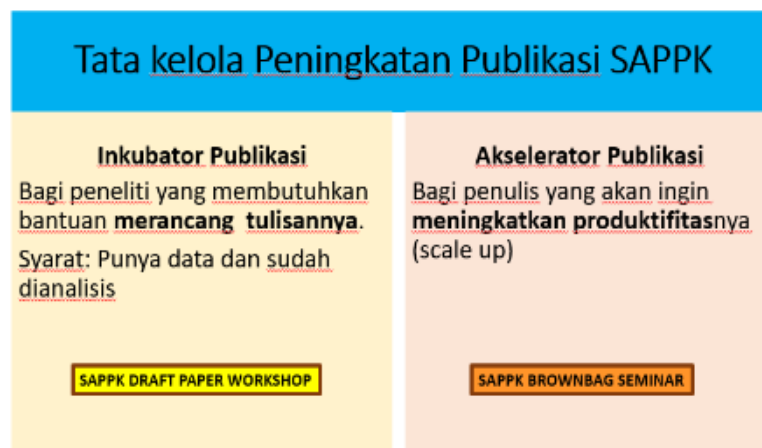 Tata kelola Peningkatan Publikasi SAPPK
Inkubator Publikasi
Bagi peneliti yang membutuhkan
bantuan merancang tulisannya.
Syarat: Punya data dan sudah
dianalisis
SAPPK DRAFT PAPER WORKSHOP
Akselerator Publikasi
Bagi penulis yang akan ingin
meningkatkan produktifitasnya
(scale up)
SAPPK BROWNBAG SEMINAR